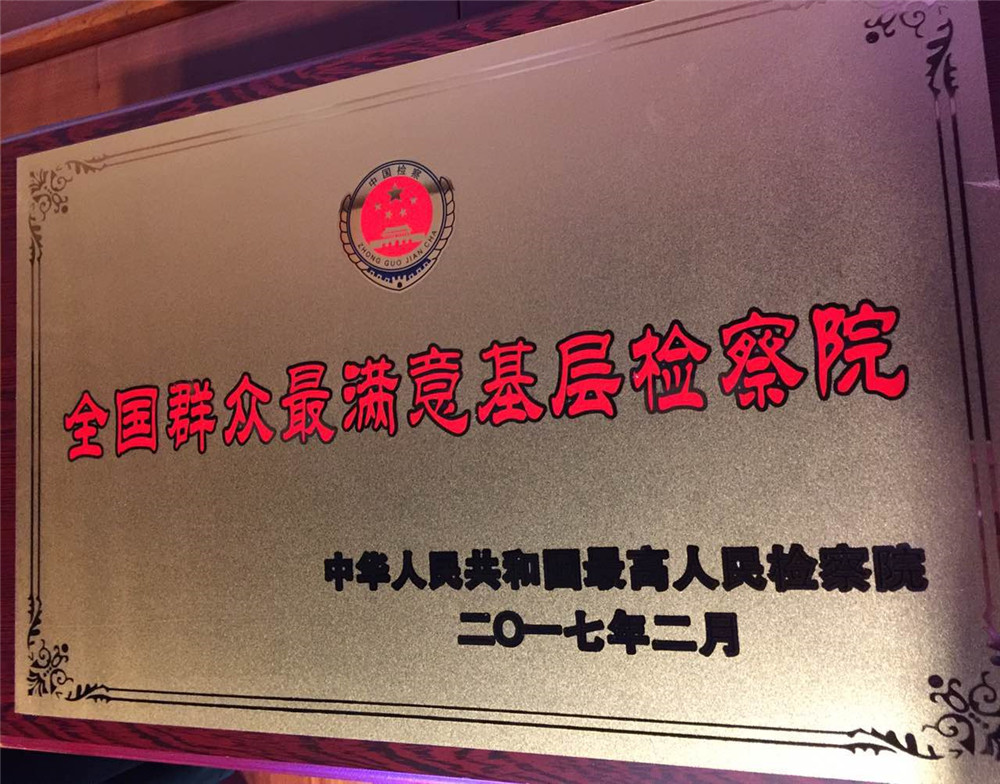 中国检察
ZHONG GUO JIAN CHA
全国群众最满意基层检察院
中华人民共和国最高人民检察院
二〇一七年二月